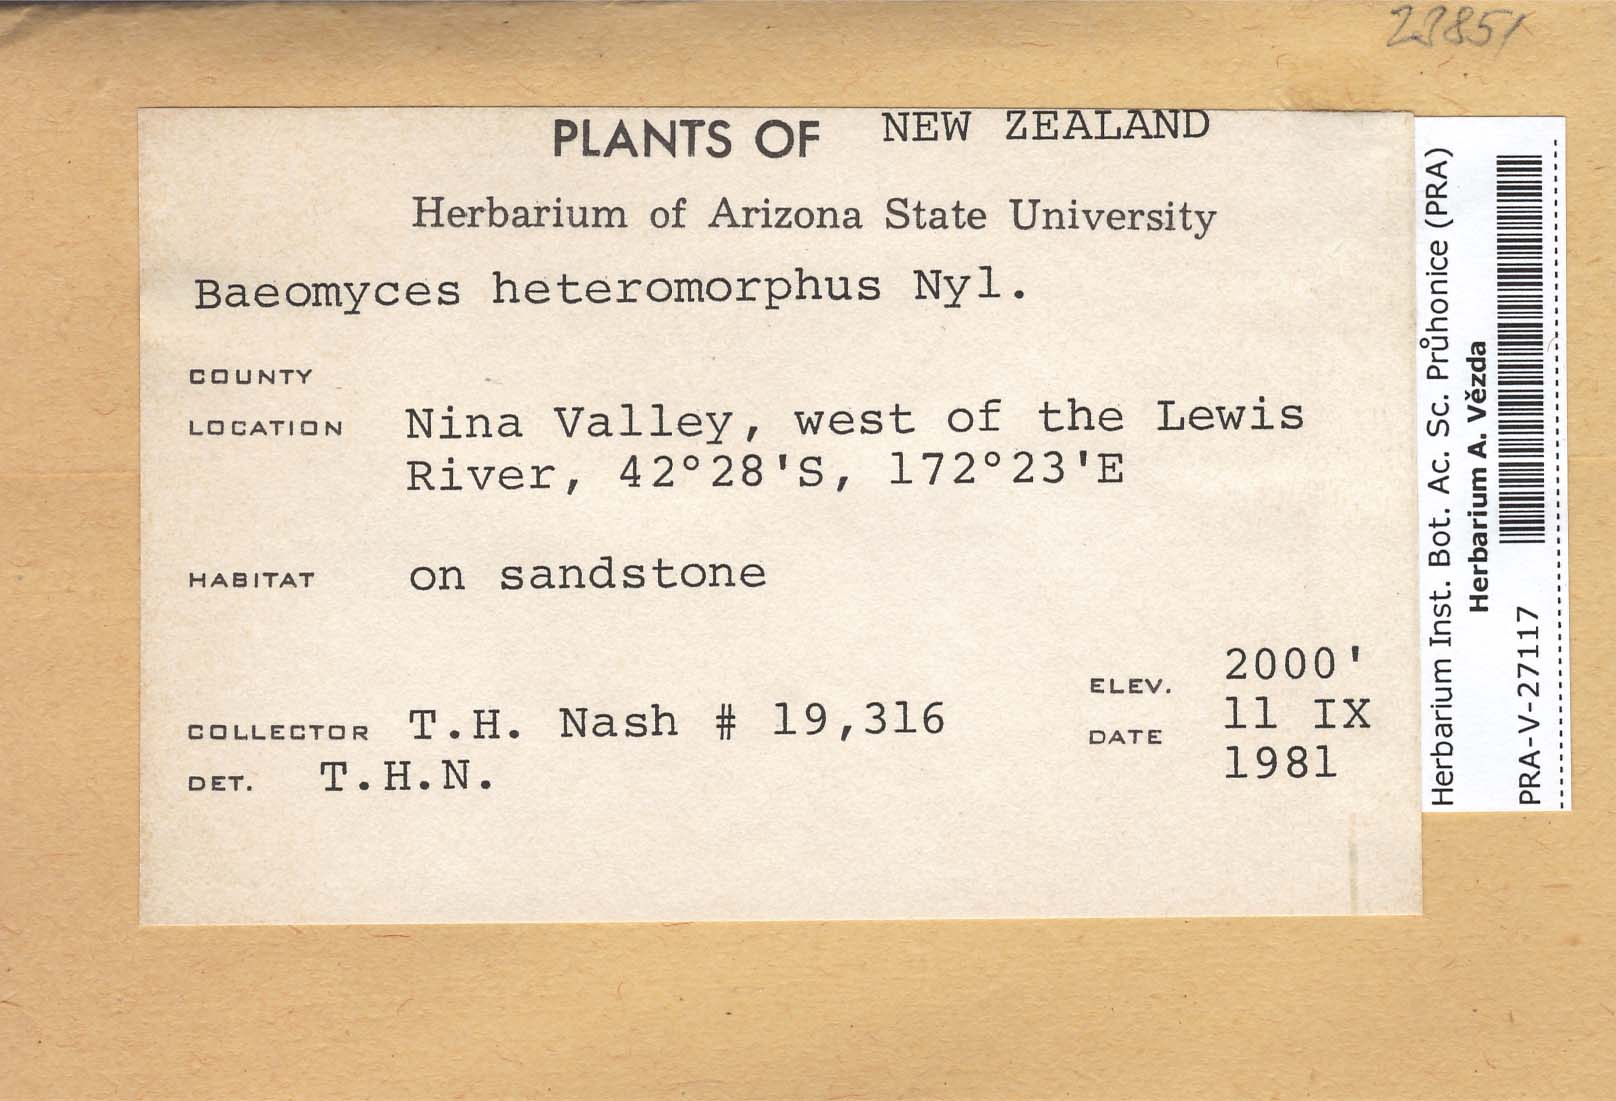 23851
PLANTS OF NEW ZEALAND
Herbarium of Arizona State University
Baeomyces heteromorphus Nyl.
COUNTY
LOCATION Nina Valley, west of the Lewis
River, 42°28'S, 172°23'E
HABITAT on sandstone
ELEV. 2000'
COLLECTOR T.H. Nash # 19,316
DATE 11 IX
1981
DET. T.H.N.
Herbarium Inst. Bot. Ac. Sc. Průhonice (PRA)
Herbarium A. Vězda
PRA-V-27117